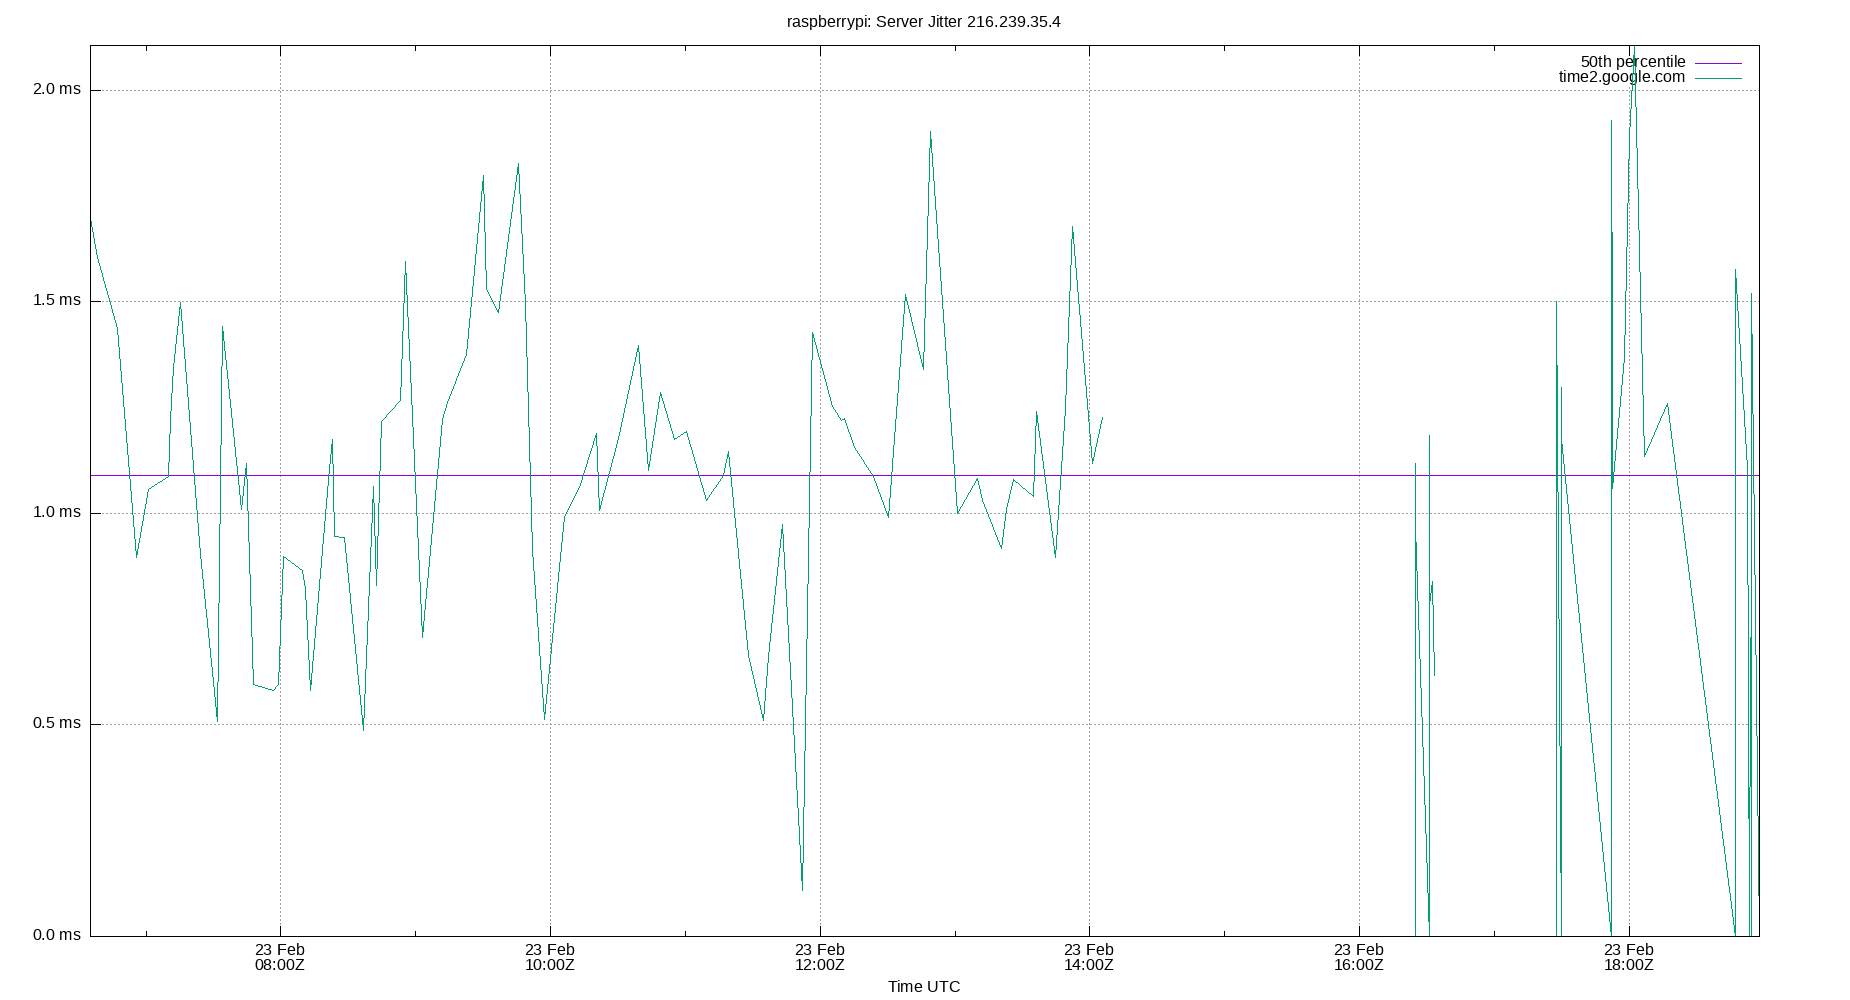 raspberrypi: Server Jitter 216.239.35.4
50th percentile
time2.google.com
2.0 ms
1.5 ms
1.0 ms
0.5 ms
0.0 ms
23 Feb 23 Feb 23 Feb 23 Feb 23 Feb 23 Feb
08:00Z 10:00Z 12:00Z 14:00Z 16:00Z 18:00Z
Time UTC